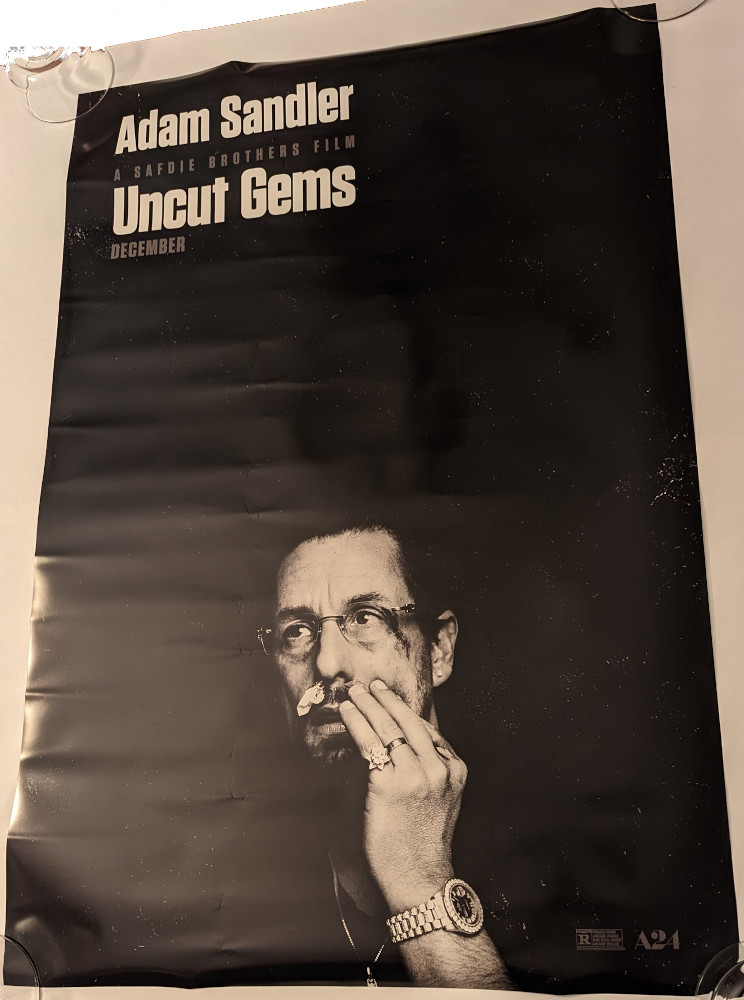 Adam Sandler
A SAFDIE BROTHERS FILM
Uncut Gems
DECEMBER
R
A24